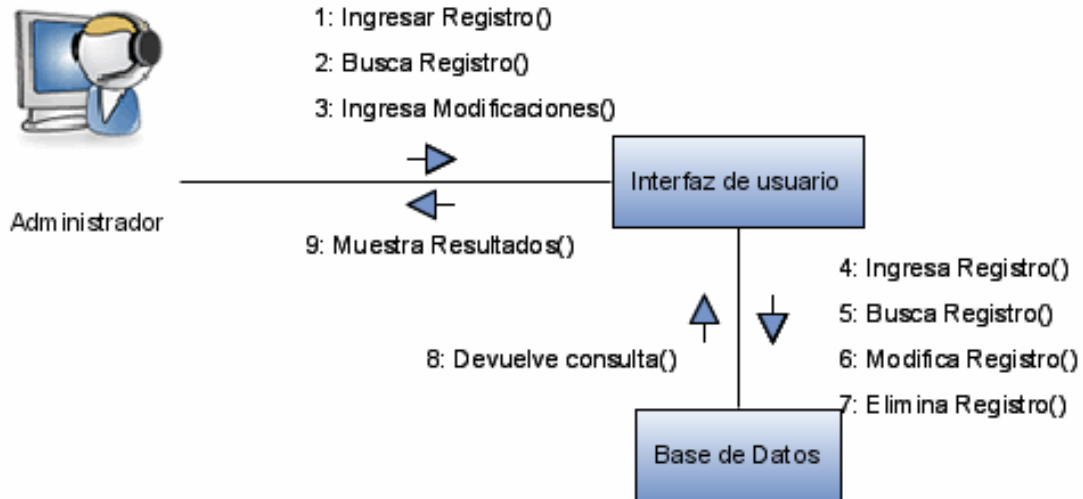 1: Ingresar Registro()
2: Busca Registro()
3: Ingresa Modificaciones()
Interfaz de usuario
Administrador
9: Muestra Resultados()
4: Ingresa Registro()
5: Busca Registro()
8: Devuelve consulta()
6: Modifica Registro()
7: Elimina Registro()
Base de Datos